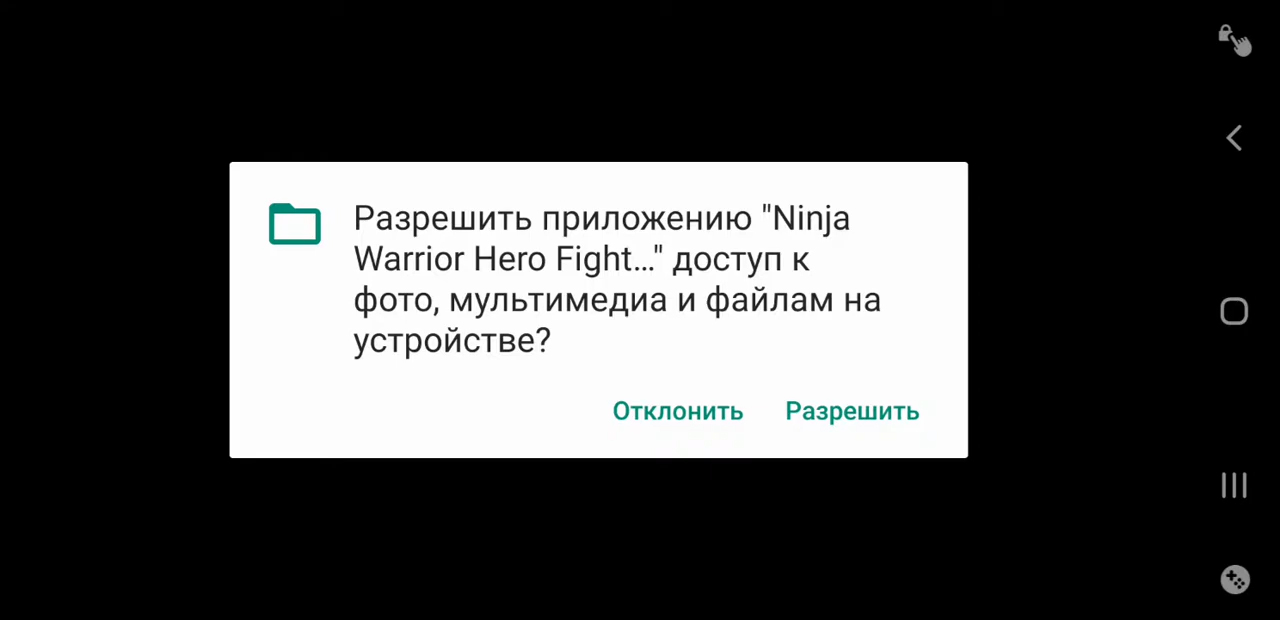 Разрешить приложению "Ninja
Warrior Hero Fight…" доступ к
фото, мультимедиа и файлам на
устройстве?
Отклонить Разрешить